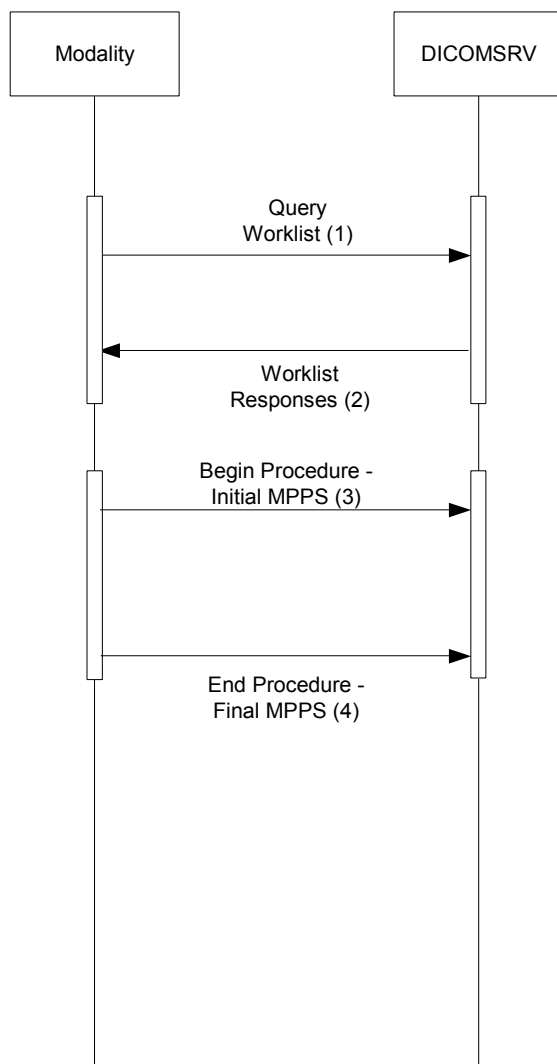 Modality
DICOMSRV
Query
Worklist (1)
Worklist
Responses (2)
Begin Procedure -
Initial MPPS (3)
End Procedure -
Final MPPS (4)